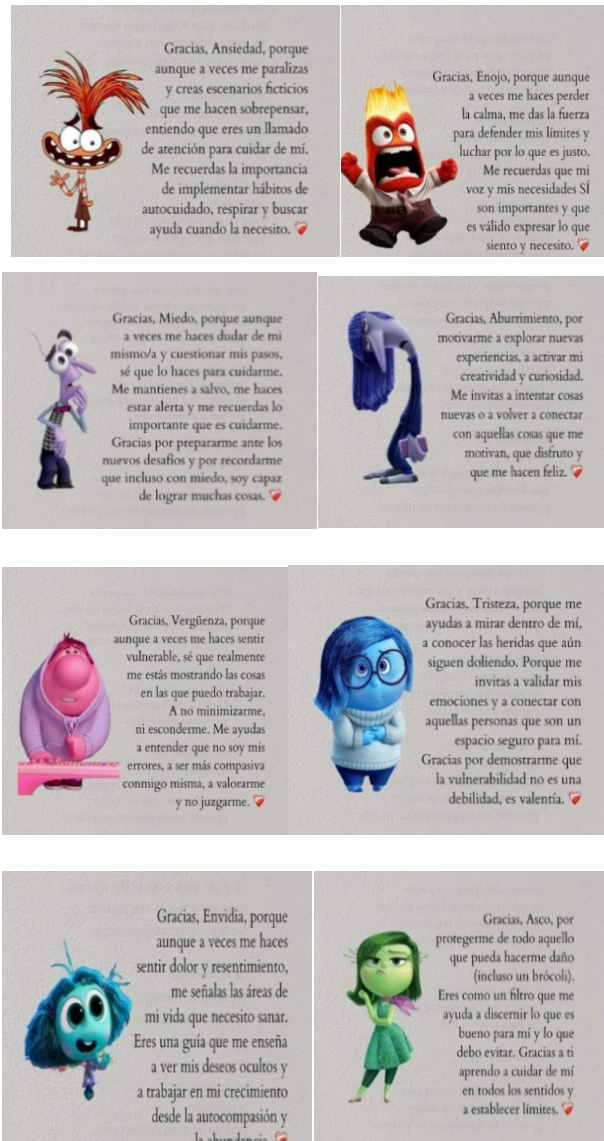 Gracias, Ansiedad, porque
aunque a veces me paralizas
y creas escenarios ficticios
que me hacen sobrepensar,
entiendo que eres un llamado
de atención para cuidar de mí.
Me recuerdas la importancia
de implementar hábitos de
autocuidado, respirar y buscar
ayuda cuando la necesito. ❤️‍🩹
Gracias, Enojo, porque aunque
a veces me haces perder
la calma, me das la fuerza
para defender mis límites y
luchar por lo que es justo.
Me recuerdas que mi
voz y mis necesidades SÍ
son importantes y que
es válido expresar lo que
siento y necesito. ❤️‍🩹
Gracias, Miedo, porque aunque
a veces me haces dudar de mi
mismo/a y cuestionar mis pasos,
sé que lo haces para cuidarme.
Me mantienes a salvo, me haces
estar alerta y me recuerdas lo
importante que es cuidarme.
Gracias por prepararme ante los
nuevos desafíos y por recordarme
que incluso con miedo, soy capaz
de lograr muchas cosas. ❤️‍🩹
Gracias, Aburrimiento, por
motivarme a explorar nuevas
experiencias, a activar mi
creatividad y curiosidad.
Me invitas a intentar cosas
nuevas o a volver a conectar
con aquellas cosas que me
motivan, que disfruto y
que me hacen feliz. ❤️‍🩹
Gracias, Vergüenza, porque
aunque a veces me haces sentir
vulnerable, sé que realmente
me estás mostrando las cosas
en las que puedo trabajar.
A no minimizarme,
ni esconderme. Me ayudas
a entender que no soy mis
errores, a ser más compasiva
conmigo misma, a valorarme
y no juzgarme. ❤️‍🩹
Gracias, Tristeza, porque me
ayudas a mirar dentro de mí,
a conocer las heridas que aún
siguen doliendo. Porque me
invitas a validar mis
emociones y a conectar con
aquellas personas que son un
espacio seguro para mí.
Gracias por demostrarme que
la vulnerabilidad no es una
debilidad, es valentía. ❤️‍🩹
Gracias, Envidia, porque
aunque a veces me haces
sentir dolor y resentimiento,
me señalas las áreas de
mi vida que necesito sanar.
Eres una guía que me enseña
a ver mis deseos ocultos y
a trabajar en mi crecimiento
desde la autocompasión y
la abundancia. ❤️‍🩹
Gracias, Asco, por
protegerme de todo aquello
que pueda hacerme daño
(incluso un brócoli).
Eres como un filtro que me
ayuda a discernir lo que es
bueno para mí y lo que
debo evitar. Gracias a ti
aprendo a cuidar de mí
en todos los sentidos y
a establecer límites. ❤️‍🩹